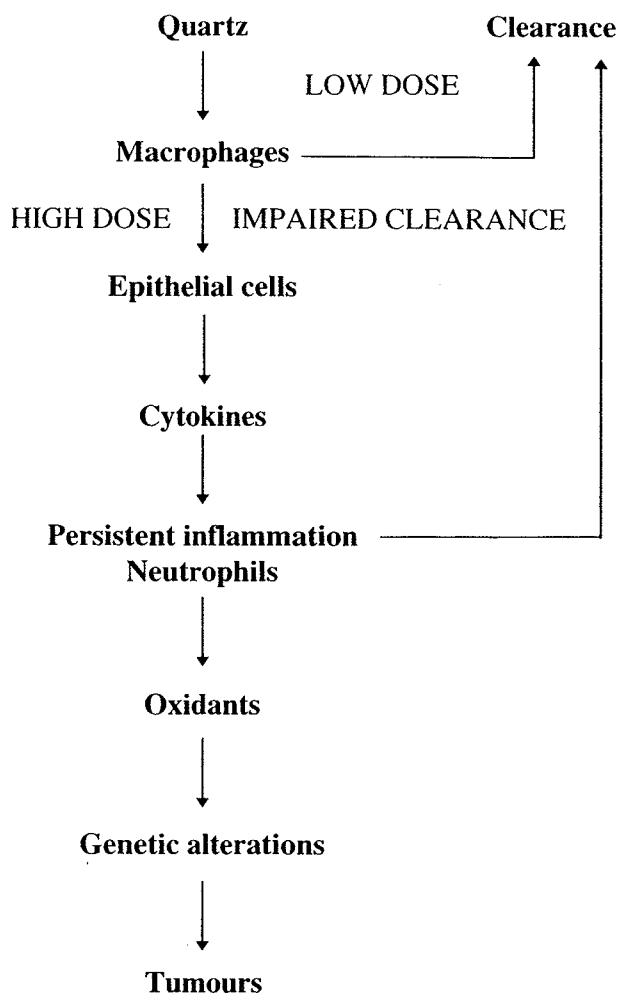 Quartz
Clearance
LOW DOSE
Macrophages
HIGH DOSE
IMPAIRED CLEARANCE
Epithelial cells
Cytokines
Persistent inflammation
Neutrophils
Oxidants
Genetic alterations
Tumours